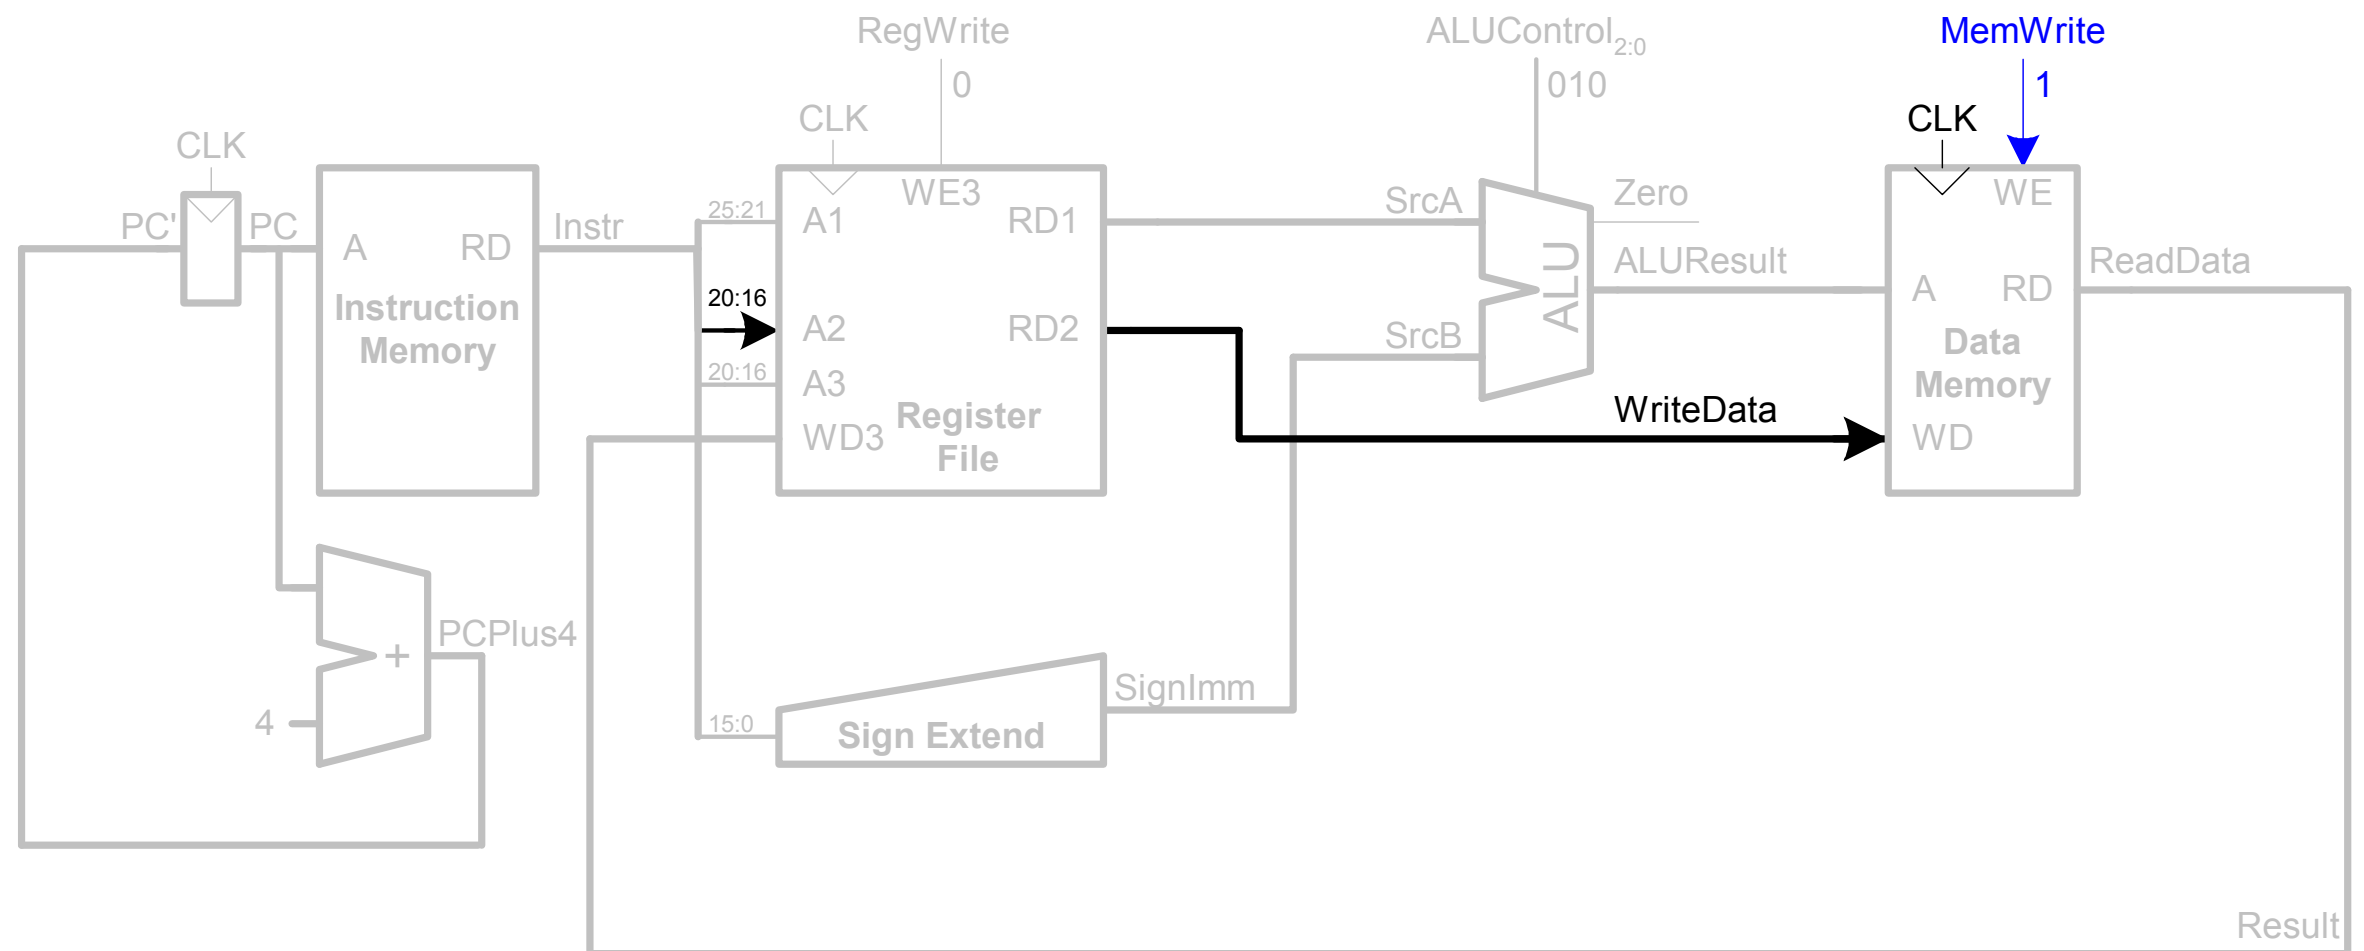 RegWrite
ALUControl2:0
MemWrite
0
010
1
CLK
CLK
CLK
PC'
PC
A
RD
Instruction
Memory
Instr
25:21
20:16
20:16
15:0
WE3
A1
RD1
A2
RD2
A3
WD3
Register
File
SrcA
SrcB
ALU
Zero
ALUResult
WriteData
WE
A
RD
Data
Memory
WD
ReadData
+
PCPlus4
4
SignImm
Sign Extend
Result